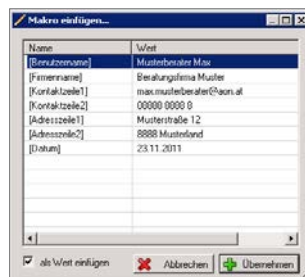 Makro einfügen...
Name Wert
[Benutzername] Musterberater Max
[Firmenname] Beratungsfirma Muster
[Kontaktzeile1] max.musterberater@aon.at
[Kontaktzeile2] 00000 0000 0
[Adresszeile1] Musterstraße 12
[Adresszeile2] 8888 Musterland
[Datum] 23.11.2011
als Wert einfügen Abbrechen Übernehmen